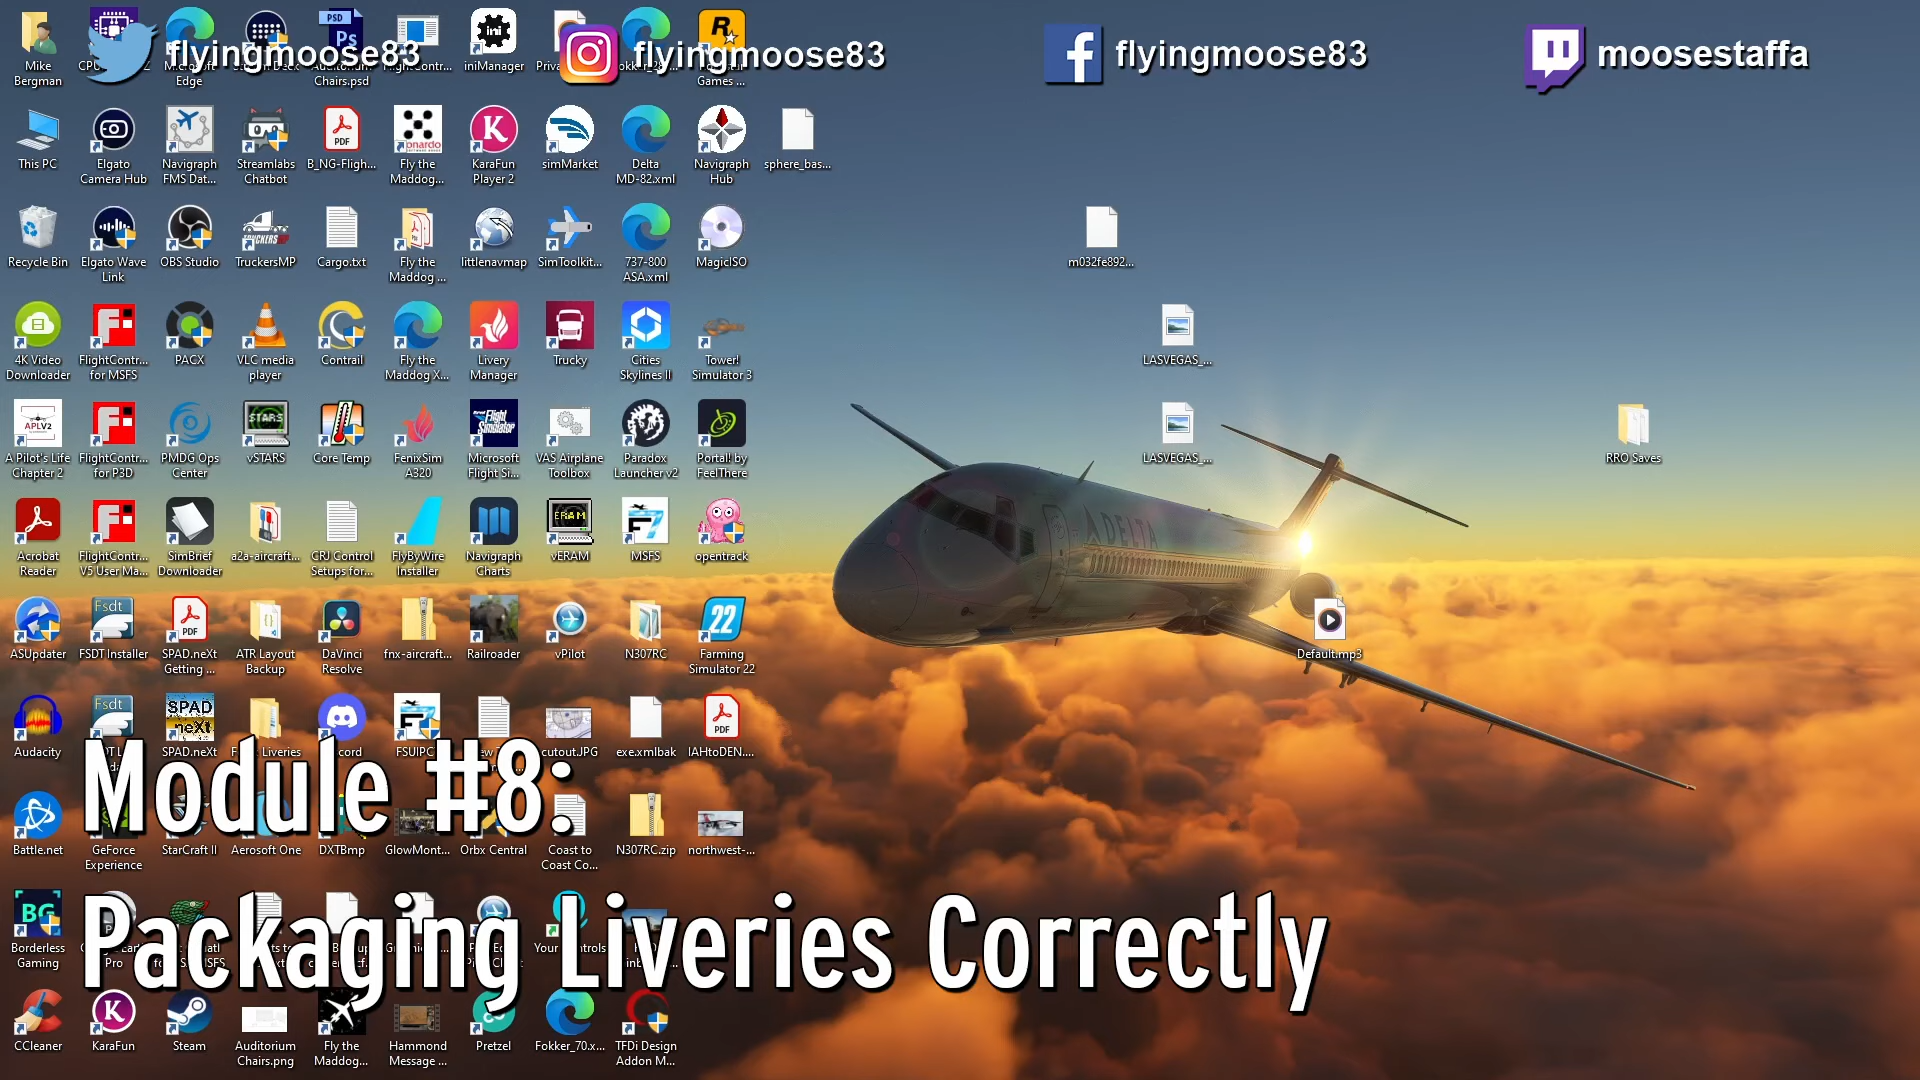 flyingmoose83
flyingmoose83
flyingmoose83
moosestaffa
Mike
Bergman
Edge
Chairs.psd
iniManager
Games ...
This PC
Elgato
Camera Hub
Navigraph
FMS Dat...
Streamlabs
Chatbot
B_NG-Fligh...
Fly the
Maddog...
KaraFun
Player 2
simMarket
Delta
MD-82.xml
Navigraph
Hub
sphere_bas...
Recycle Bin
Elgato Wave
Link
OBS Studio
TruckersMP
Cargo.txt
Fly the
Maddog ...
littlenavmap
SimToolkit...
737-800
ASA.xml
MagicISO
m032fe892...
4K Video
Downloader
FlightContr...
for MSFS
PACX
VLC media
player
Contrail
Fly the
Maddog X...
Livery
Manager
Trucky
Cities
Skylines II
Tower!
Simulator 3
LASVEGAS_...
A Pilot's Life
Chapter 2
FlightContr...
for P3D
PMDG Ops
Center
vSTARS
Core Temp
FenixSim
A320
Microsoft
Flight Si...
VAS Airplane
Toolbox
Paradox
Launcher v2
Portal! by
FeelThere
LASVEGAS_...
RRO Saves
Acrobat
Reader
FlightContr...
V5 User Ma...
SimBrief
Downloader
a2a-aircraft...
CRJ Control
Setups for...
FlyByWire
Installer
Navigraph
Charts
vERAM
MSFS
opentrack
DELTA
ASUpdater
FSDT Installer
SPAD.neXt
Getting ...
ATR Layout
Backup
DaVinci
Resolve
fnx-aircraft...
Railroader
vPilot
N307RC
Farming
Simulator 22
Default.mp3
Audacity
SPAD.neXt
Liveries
FSUIPC
cutout.JPG
exe.xmlbak
IAHtoDEN....
Module #8:
Battle.net
GeForce
Experience
StarCraft II
Aerosoft One
DXTBmp
GlowMont...
Orbx Central
Coast to
Coast Co...
N307RC.zip
northwest-...
Packaging Liveries Correctly
Borderless
Gaming
Pro
CCleaner
KaraFun
Steam
Auditorium
Chairs.png
Fly the
Maddog...
Hammond
Message ...
Pretzel
Fokker_70.x...
TFDi Design
Addon M...